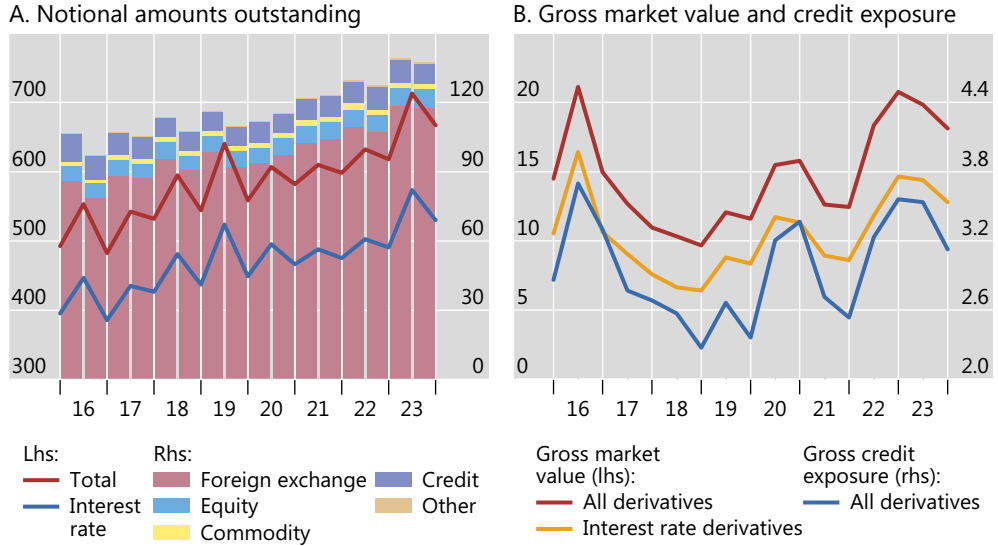 A. Notional amounts outstanding
700 120
600 90
500 60
400 30
300 0
16 17 18 19 20 21 22 23
Lhs:
Total
Interest
rate
Rhs:
Foreign exchange
Equity
Commodity
Credit
Other
B. Gross market value and credit exposure
20 4.4
15 3.8
10 3.2
5 2.6
0 2.0
16 17 18 19 20 21 22 23
Gross market
value (lhs):
All derivatives
Interest rate derivatives
Gross credit
exposure (rhs):
All derivatives